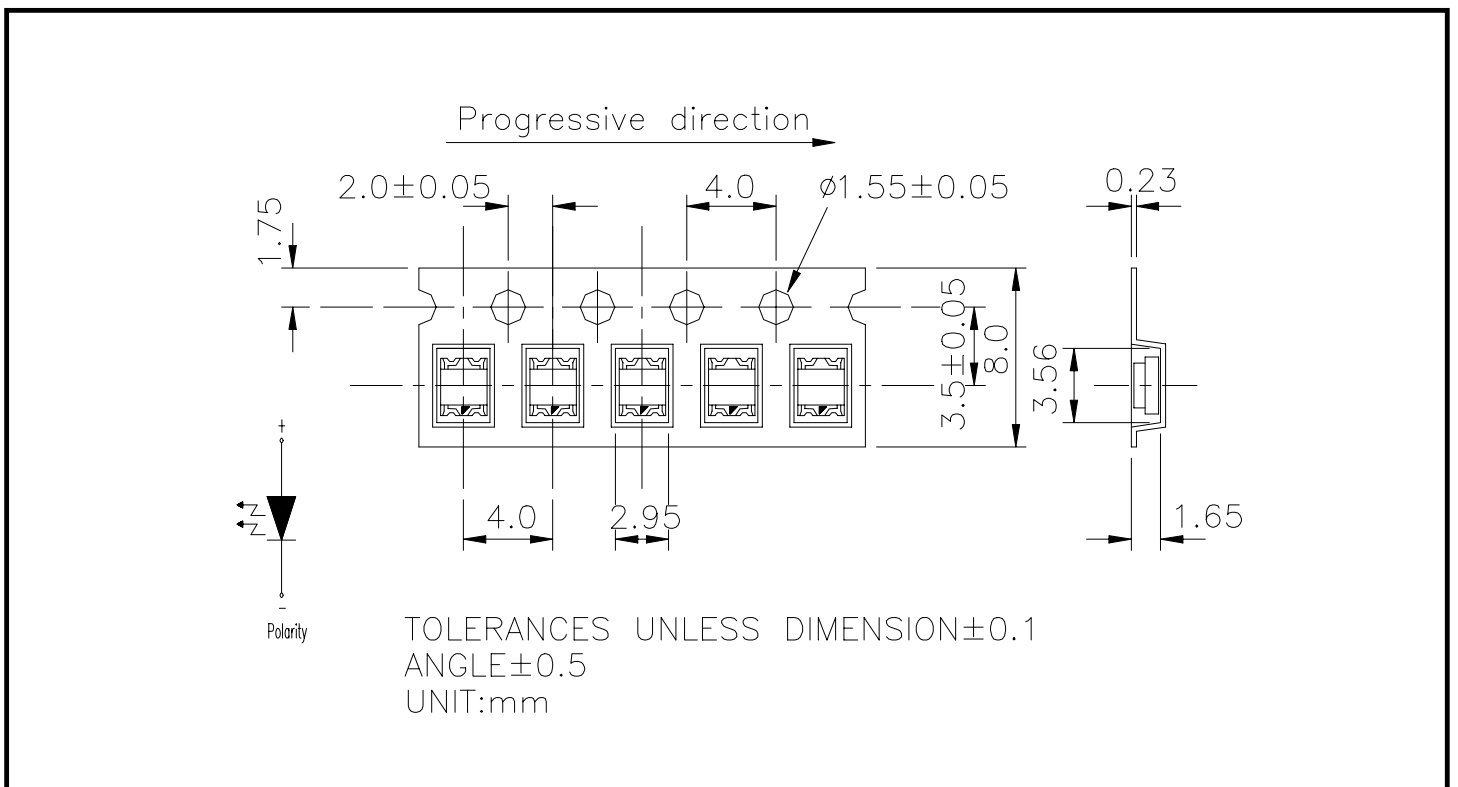 Progressive direction
2.0±0.05
4.0
ø1.55±0.05
0.23
1.75
3.5±0.05
8.0
3.56
+
4.0
2.95
1.65
-
Polarity
TOLERANCES UNLESS DIMENSION±0.1
ANGLE±0.5
UNIT:mm